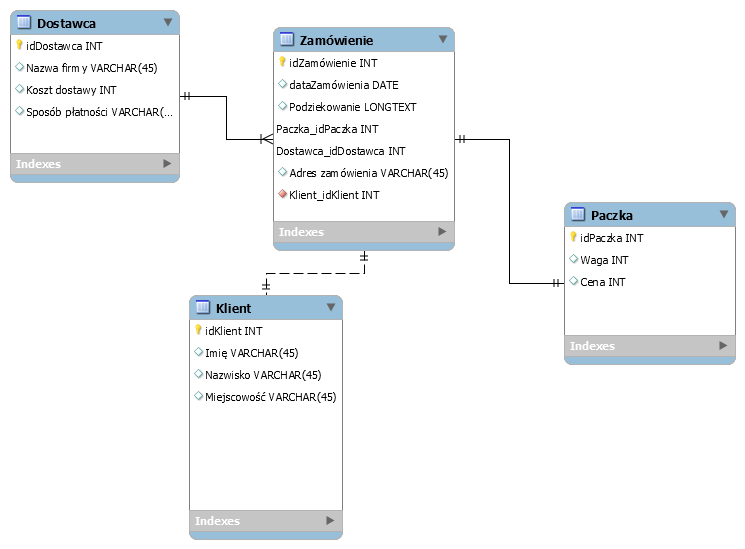 Dostawca
idDostawca INT
Nazwa firmy VARCHAR(45)
Koszt dostawy INT
Sposób płatności VARCHAR(...
Indexes
Zamówienie
idZamówienie INT
dataZamówienia DATE
Podziekowanie LONGTEXT
Paczka_idPaczka INT
Dostawca_idDostawca INT
Adres zamówienia VARCHAR(45)
Klient_idKlient INT
Indexes
Paczka
idPaczka INT
Waga INT
Cena INT
Indexes
Klient
idKlient INT
Imię VARCHAR(45)
Nazwisko VARCHAR(45)
Miejscowość VARCHAR(45)
Indexes